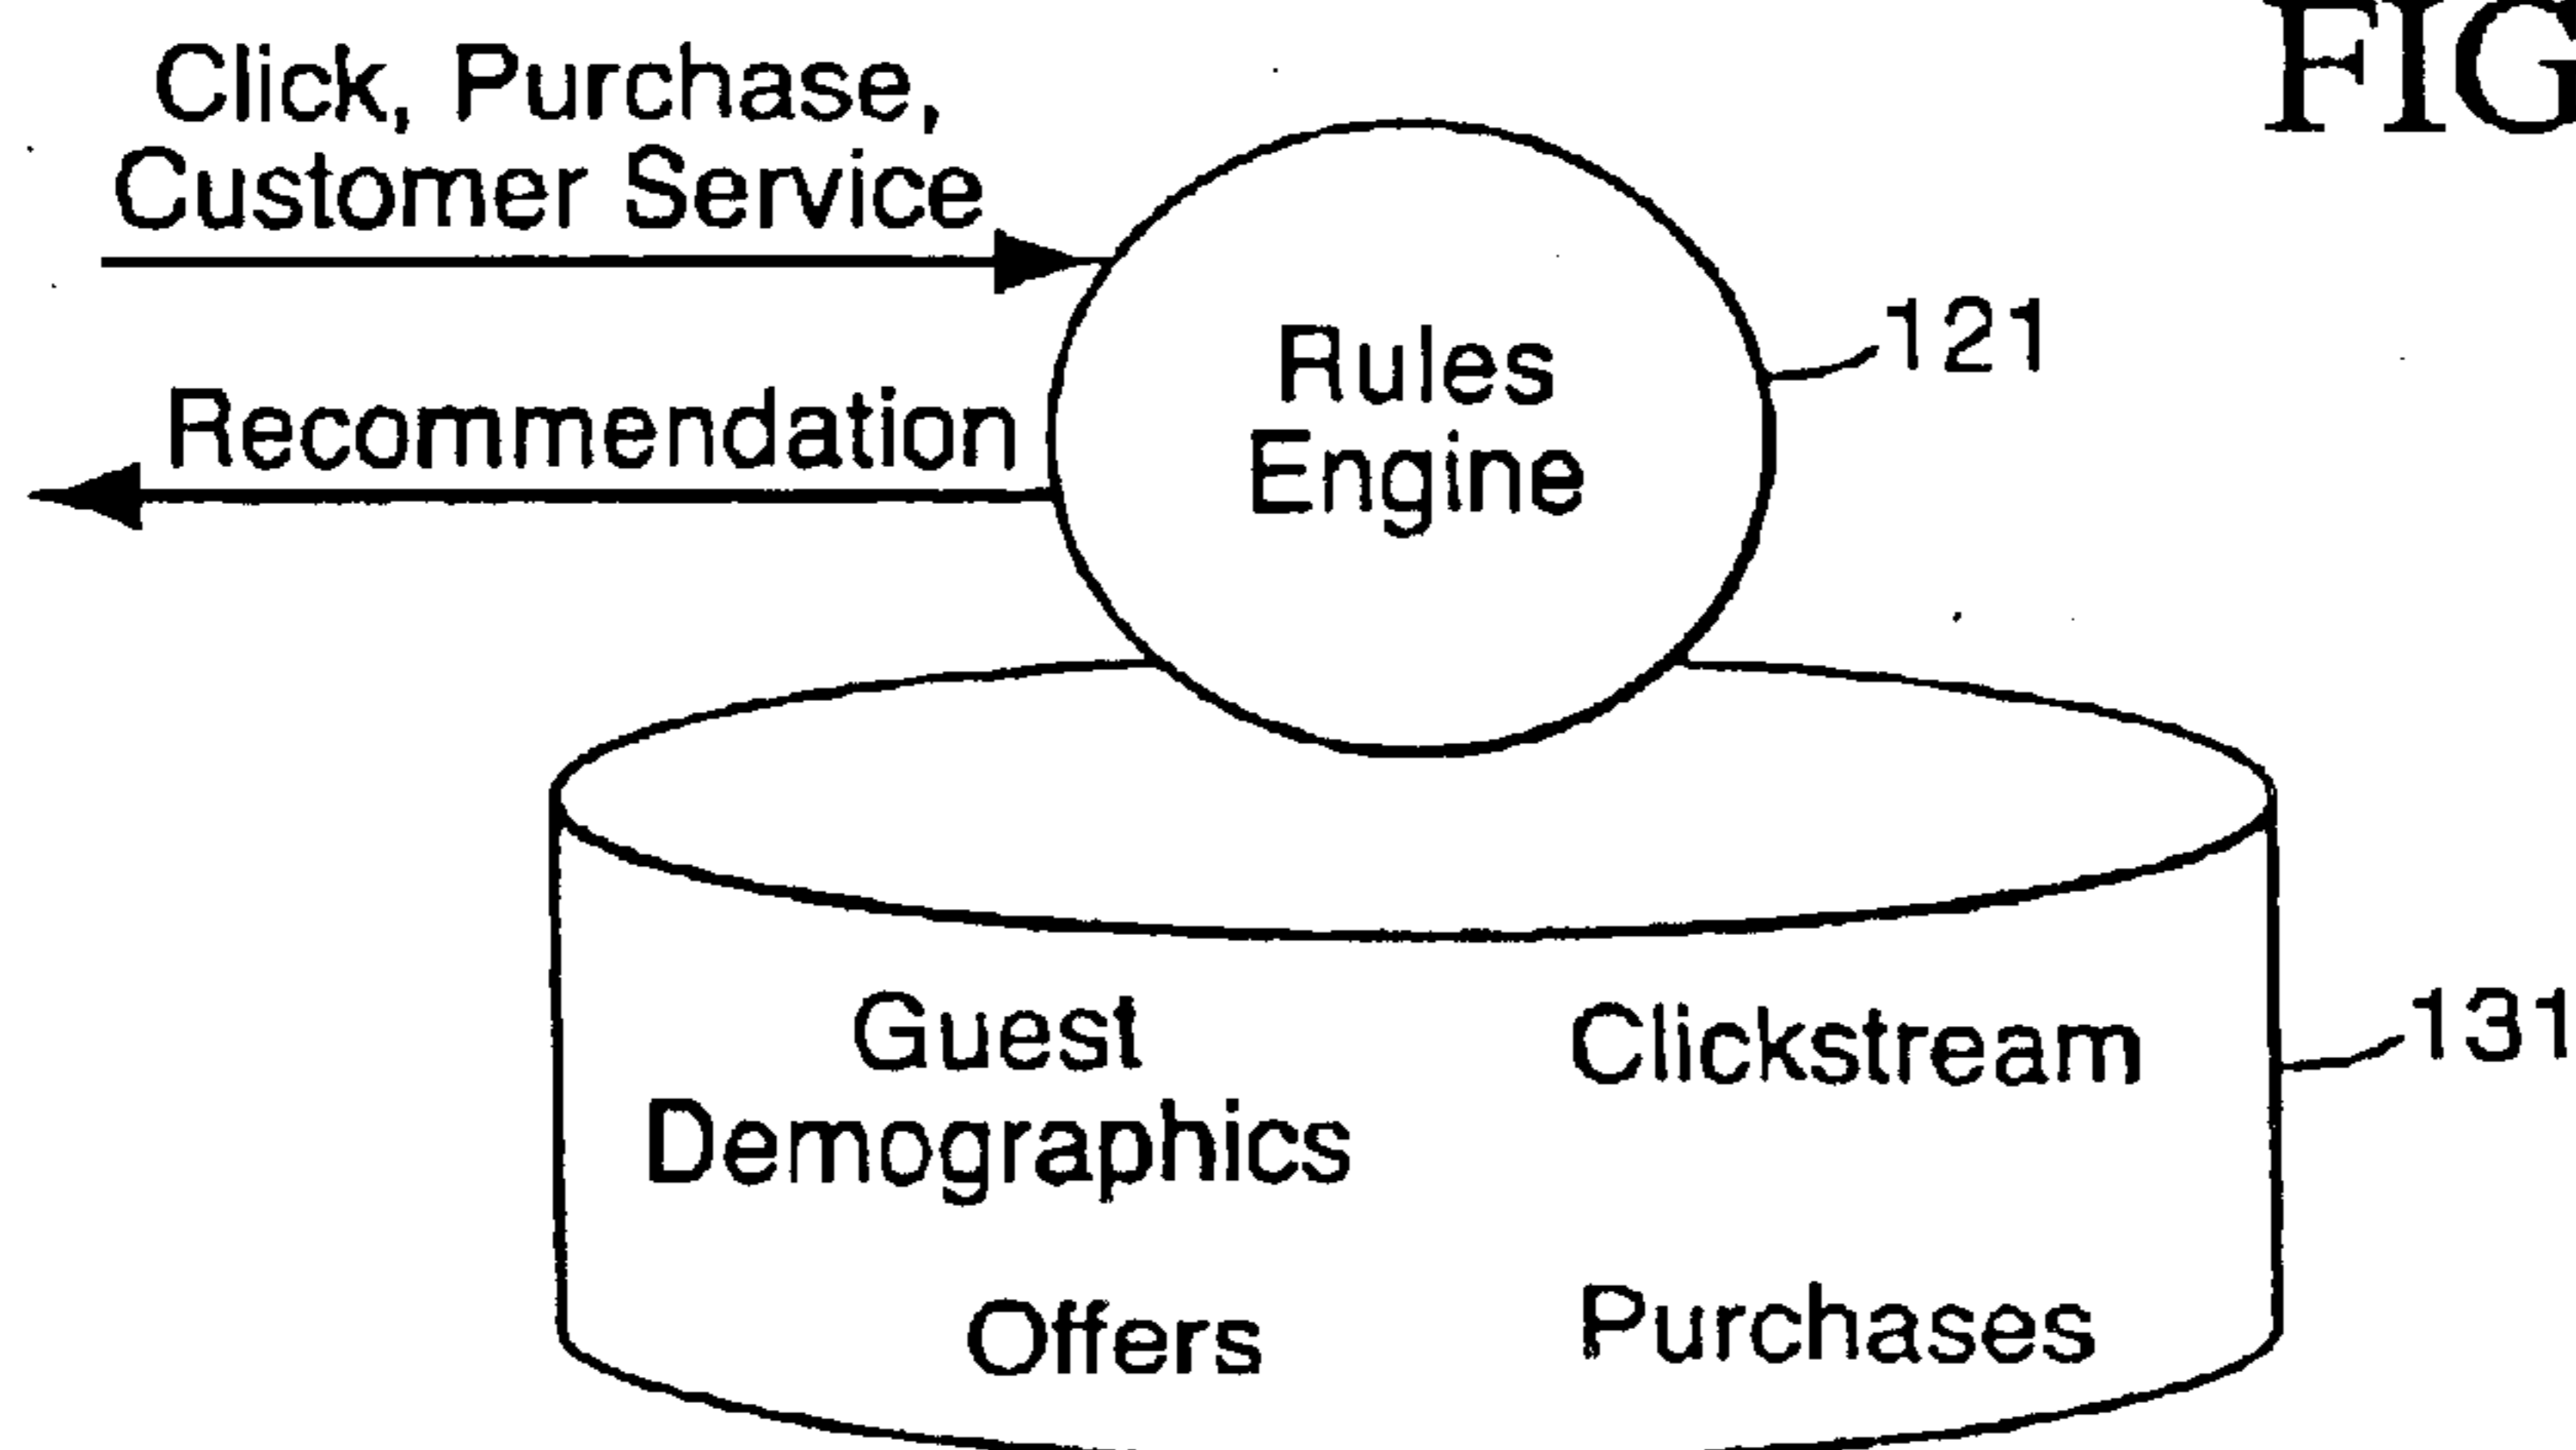 FIG
Click, Purchase,
Customer Service
Recommendation
Rules
Engine
121
Guest
Demographics
Clickstream
131
Offers
Purchases